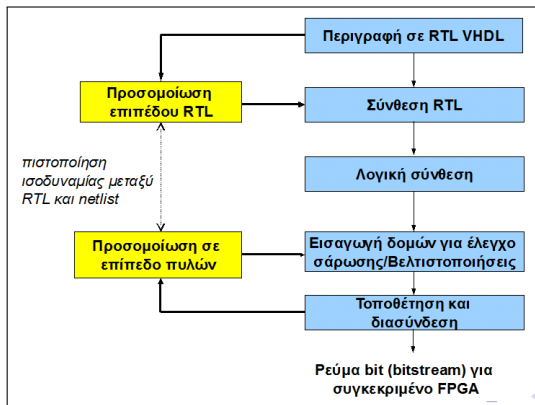 Περιγραφή σε RTL VHDL
Προσομοίωση
επιπέδου RTL
Σύνθεση RTL
πιστοποίηση
ισοδυναμίας μεταξύ
RTL και netlist
Λογική σύνθεση
Προσομοίωση σε
επίπεδο πυλών
Εισαγωγή δομών για έλεγχο
σάρωσης/Βελτιστοποιήσεις
Τοποθέτηση και
διασύνδεση
Ρεύμα bit (bitstream) για
συγκεκριμένο FPGA